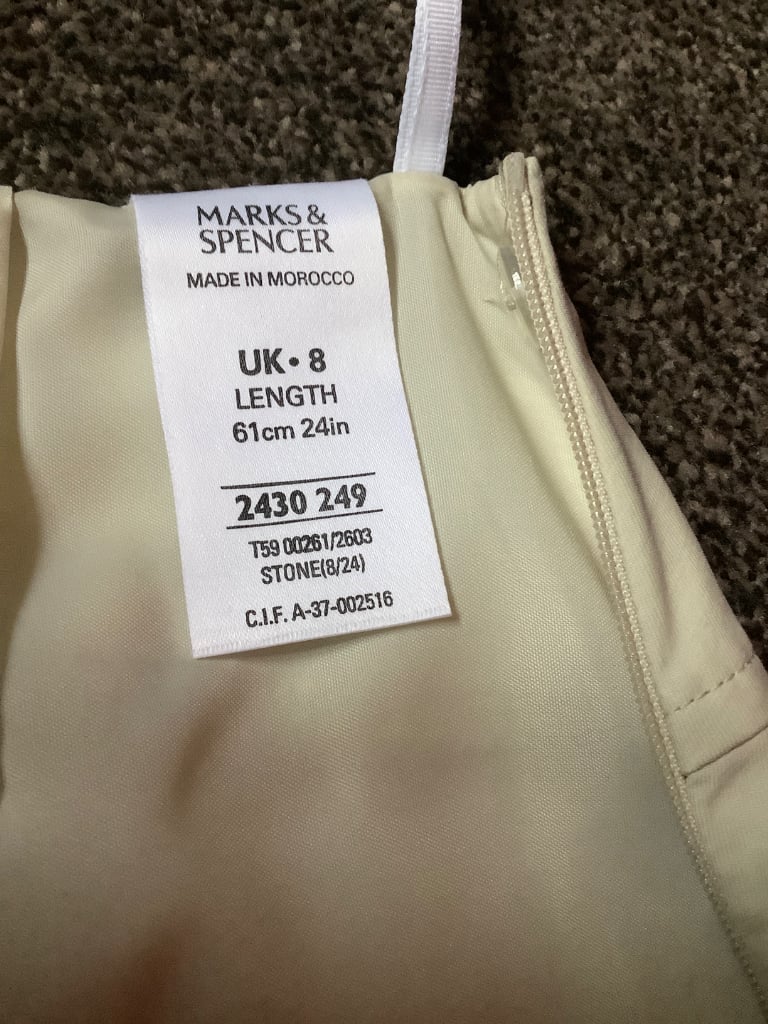 MARKS &
SPENCER
MADE IN MOROCCO
UK • 8
LENGTH
61cm 24in
2430 249
T59 00261/2603
STONE(8/24)
C.I.F. A-37-002516